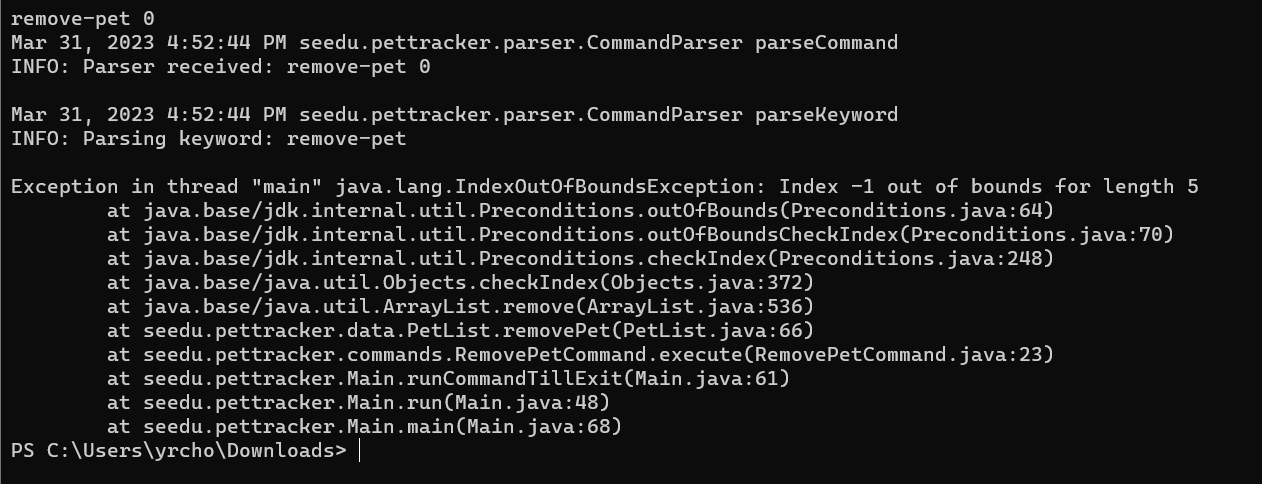 remove-pet 0
Mar 31, 2023 4:52:44 PM seedu.pettracker.parser.CommandParser parseCommand
INFO: Parser received: remove-pet 0
Mar 31, 2023 4:52:44 PM seedu.pettracker.parser.CommandParser parseKeyword
INFO: Parsing keyword: remove-pet
Exception in thread "main" java.lang.IndexOutOfBoundsException: Index -1 out of bounds for length 5
at java.base/jdk.internal.util.Preconditions.outOfBounds(Preconditions.java:64)
at java.base/jdk.internal.util.Preconditions.outOfBoundsCheckIndex(Preconditions.java:70)
at java.base/jdk.internal.util.Preconditions.checkIndex(Preconditions.java:248)
at java.base/java.util.Objects.checkIndex(Objects.java:372)
at java.base/java.util.ArrayList.remove(ArrayList.java:536)
at seedu.pettracker.data.PetList.removePet(PetList.java:66)
at seedu.pettracker.commands.RemovePetCommand.execute(RemovePetCommand.java:23)
at seedu.pettracker.Main.runCommandTillExit(Main.java:61)
at seedu.pettracker.Main.run(Main.java:48)
at seedu.pettracker.Main.main(Main.java:68)
PS C:\Users\yrcho\Downloads>